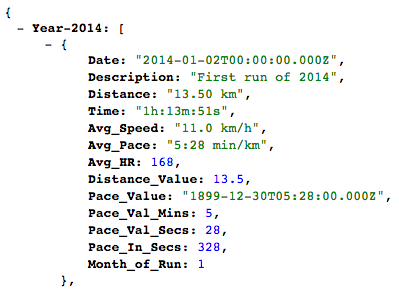 {
- Year-2014: [
- {
Date: "2014-01-02T00:00:00.000Z",
Description: "First run of 2014",
Distance: "13.50 km",
Time: "1h:13m:51s",
Avg_Speed: "11.0 km/h",
Avg_Pace: "5:28 min/km",
Avg_HR: 168,
Distance_Value: 13.5,
Pace_Value: "1899-12-30T05:28:00.000Z",
Pace_Val_Mins: 5,
Pace_Val_Secs: 28,
Pace_In_Secs: 328,
Month_of_Run: 1
},